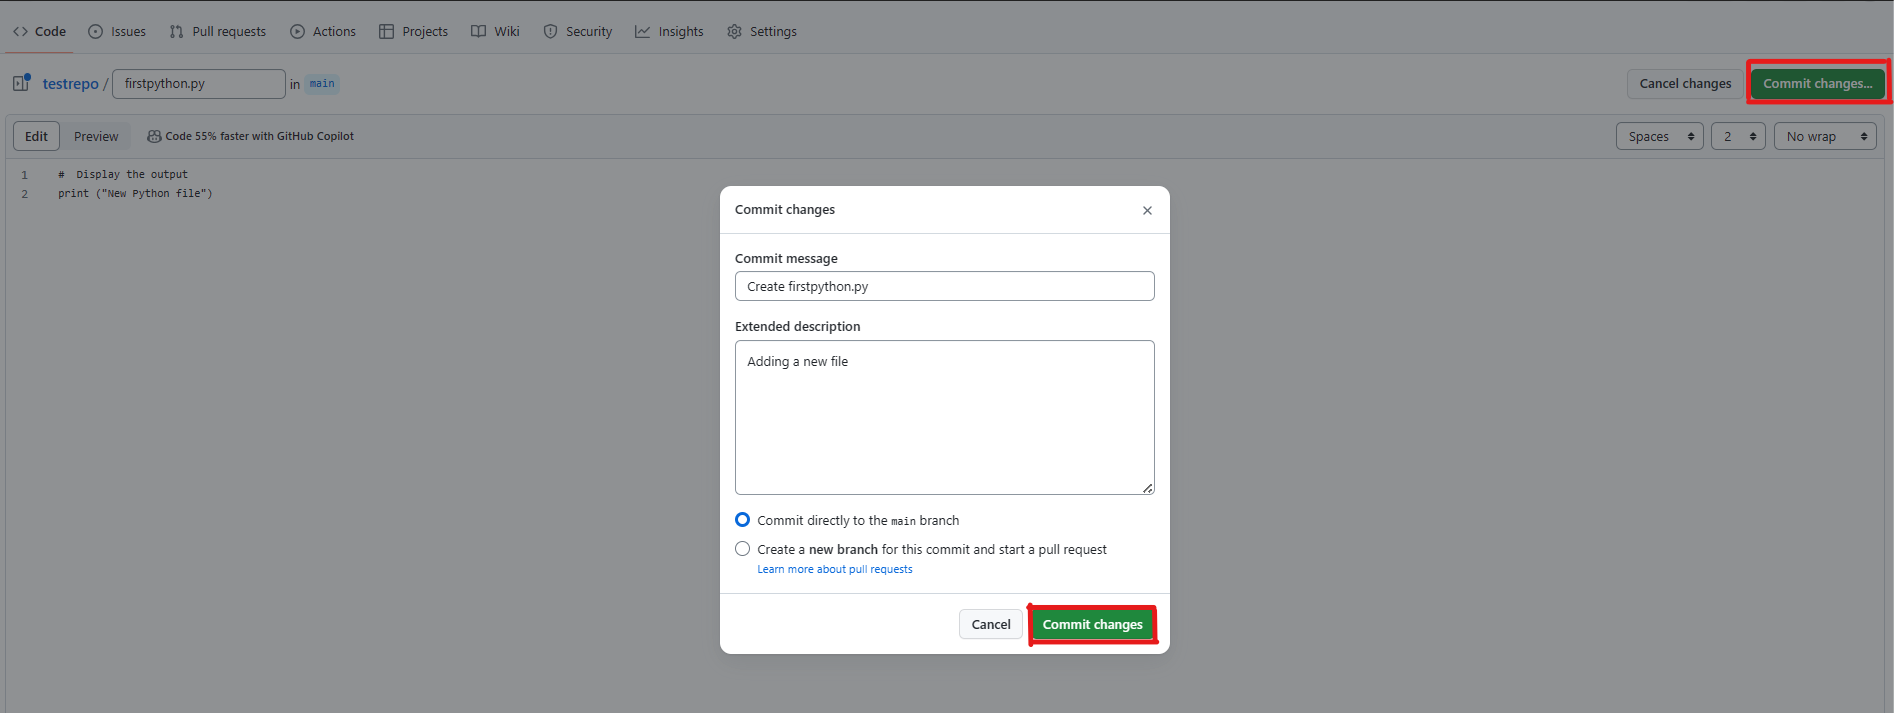 Code Issues Pull requests Actions Projects Wiki Security Insights Settings
testrepo / firstpython.py in main Cancel changes Commit changes...
Edit Preview Code 55% faster with GitHub Copilot Spaces 2 No wrap
1 #  Display the output
2 print ("New Python file")
Commit changes
Commit message
Create firstpython.py
Extended description
Adding a new file
Commit directly to the main branch
Create a new branch for this commit and start a pull request
Learn more about pull requests
Cancel Commit changes